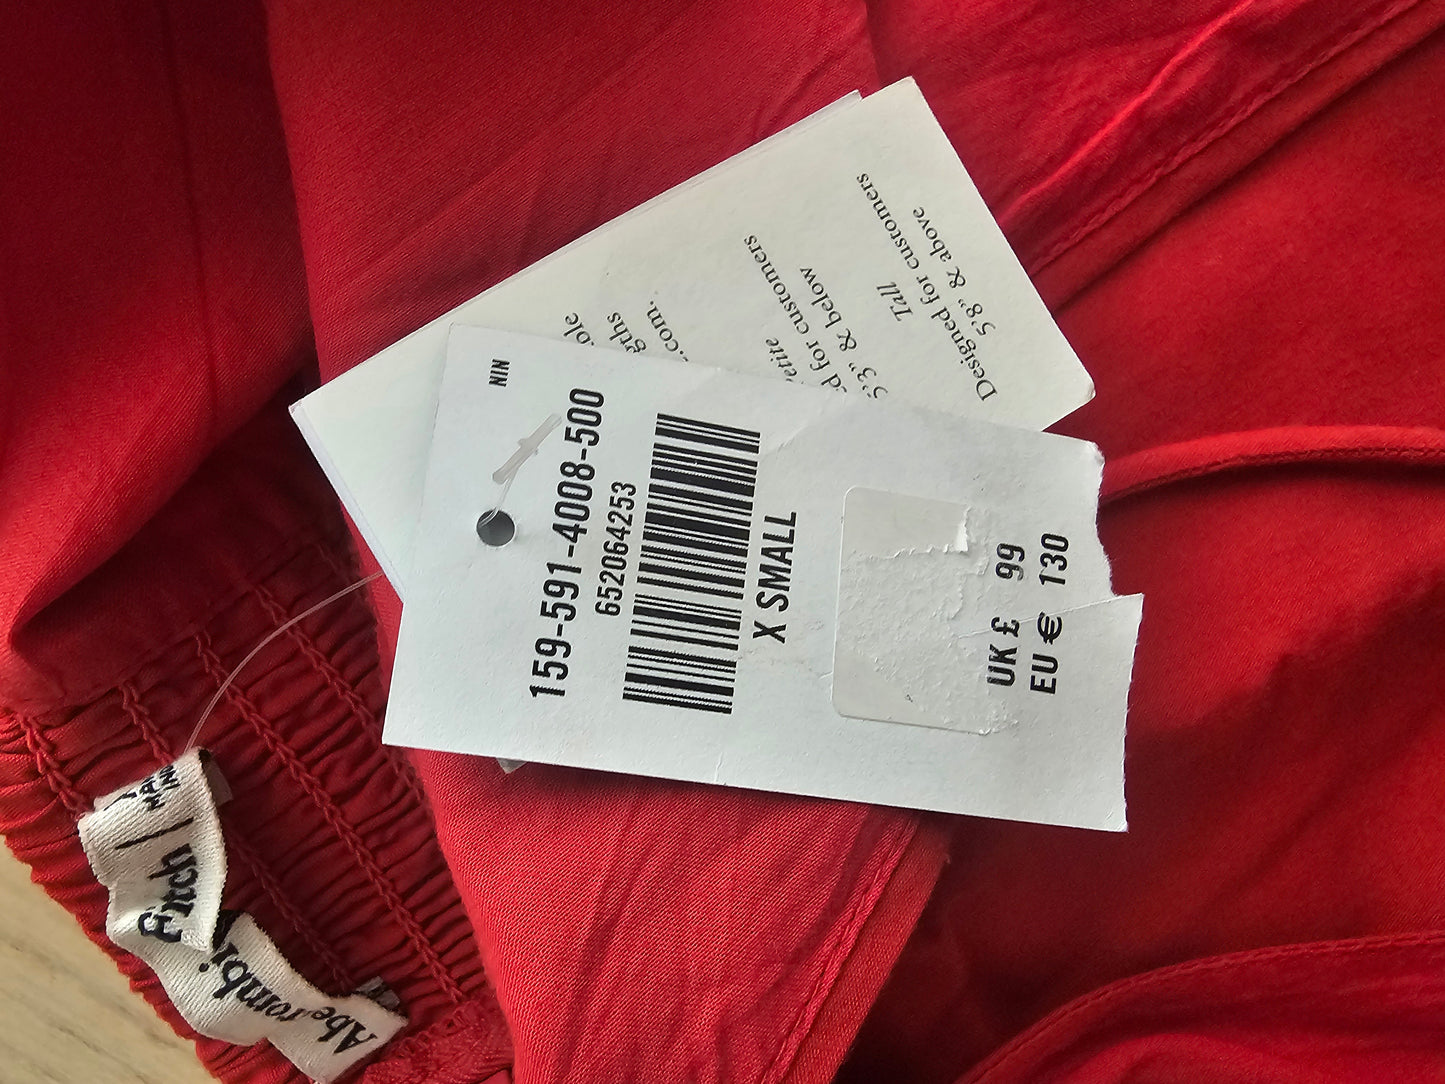 NIN
159-591-4008-500
652064253
X SMALL
UK £ 99
EU € 130
.com.
for customers
5'3" & below
Tall
Designed for customers
5'8" & above
Abercrombie
Fitch